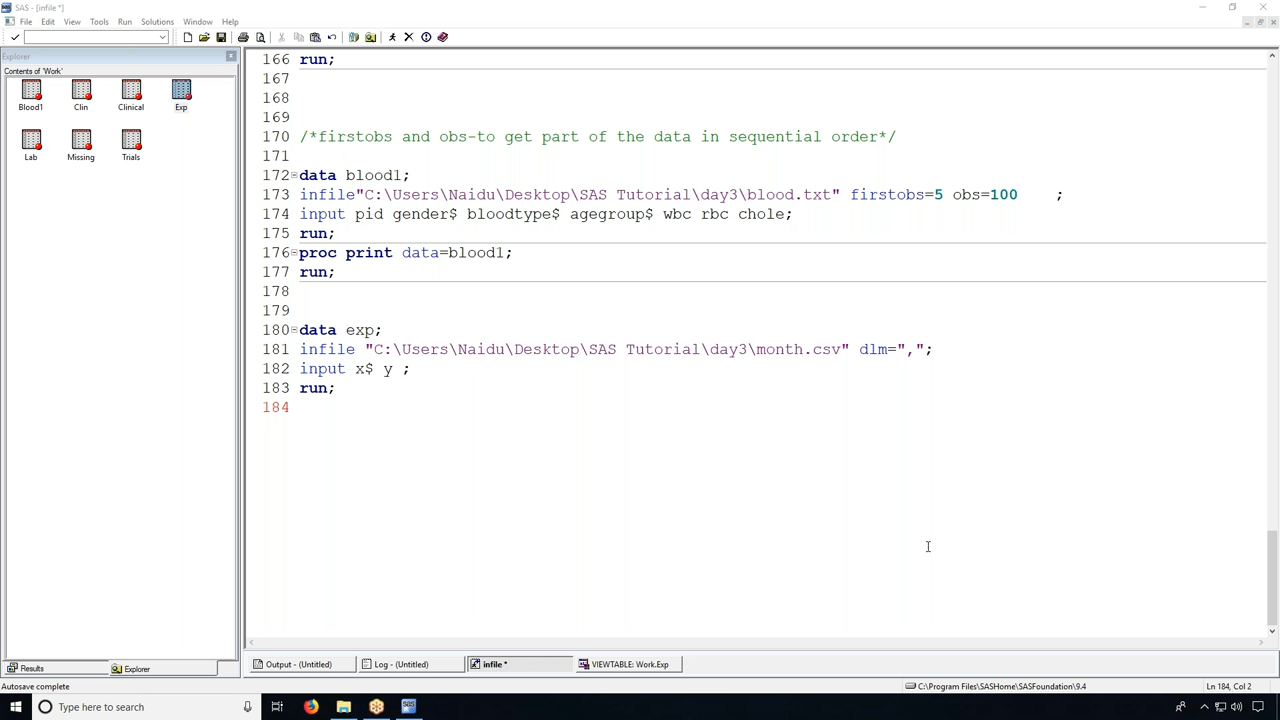 SAS - [infile *]
File Edit View Tools Run Solutions Window Help
Explorer
Contents of 'Work'
Blood1 Clin Clinical Exp
Lab Missing Trials
166 run;
167
168
169
170 /*firstobs and obs-to get part of the data in sequential order*/
171
172 data blood1;
173 infile"C:\Users\Naidu\Desktop\SAS Tutorial\day3\blood.txt" firstobs=5 obs=100 ;
174 input pid gender$ bloodtype$ agegroup$ wbc rbc chole;
175 run;
176 proc print data=blood1;
177 run;
178
179
180 data exp;
181 infile "C:\Users\Naidu\Desktop\SAS Tutorial\day3\month.csv" dlm=",";
182 input x$ y ;
183 run;
184
Results Explorer
Output - (Untitled) Log - (Untitled) infile * VIEWTABLE: Work.Exp
Autosave complete C:\Program Files\SASHome\SASFoundation\9.4 Ln 184, Col 2
Type here to search